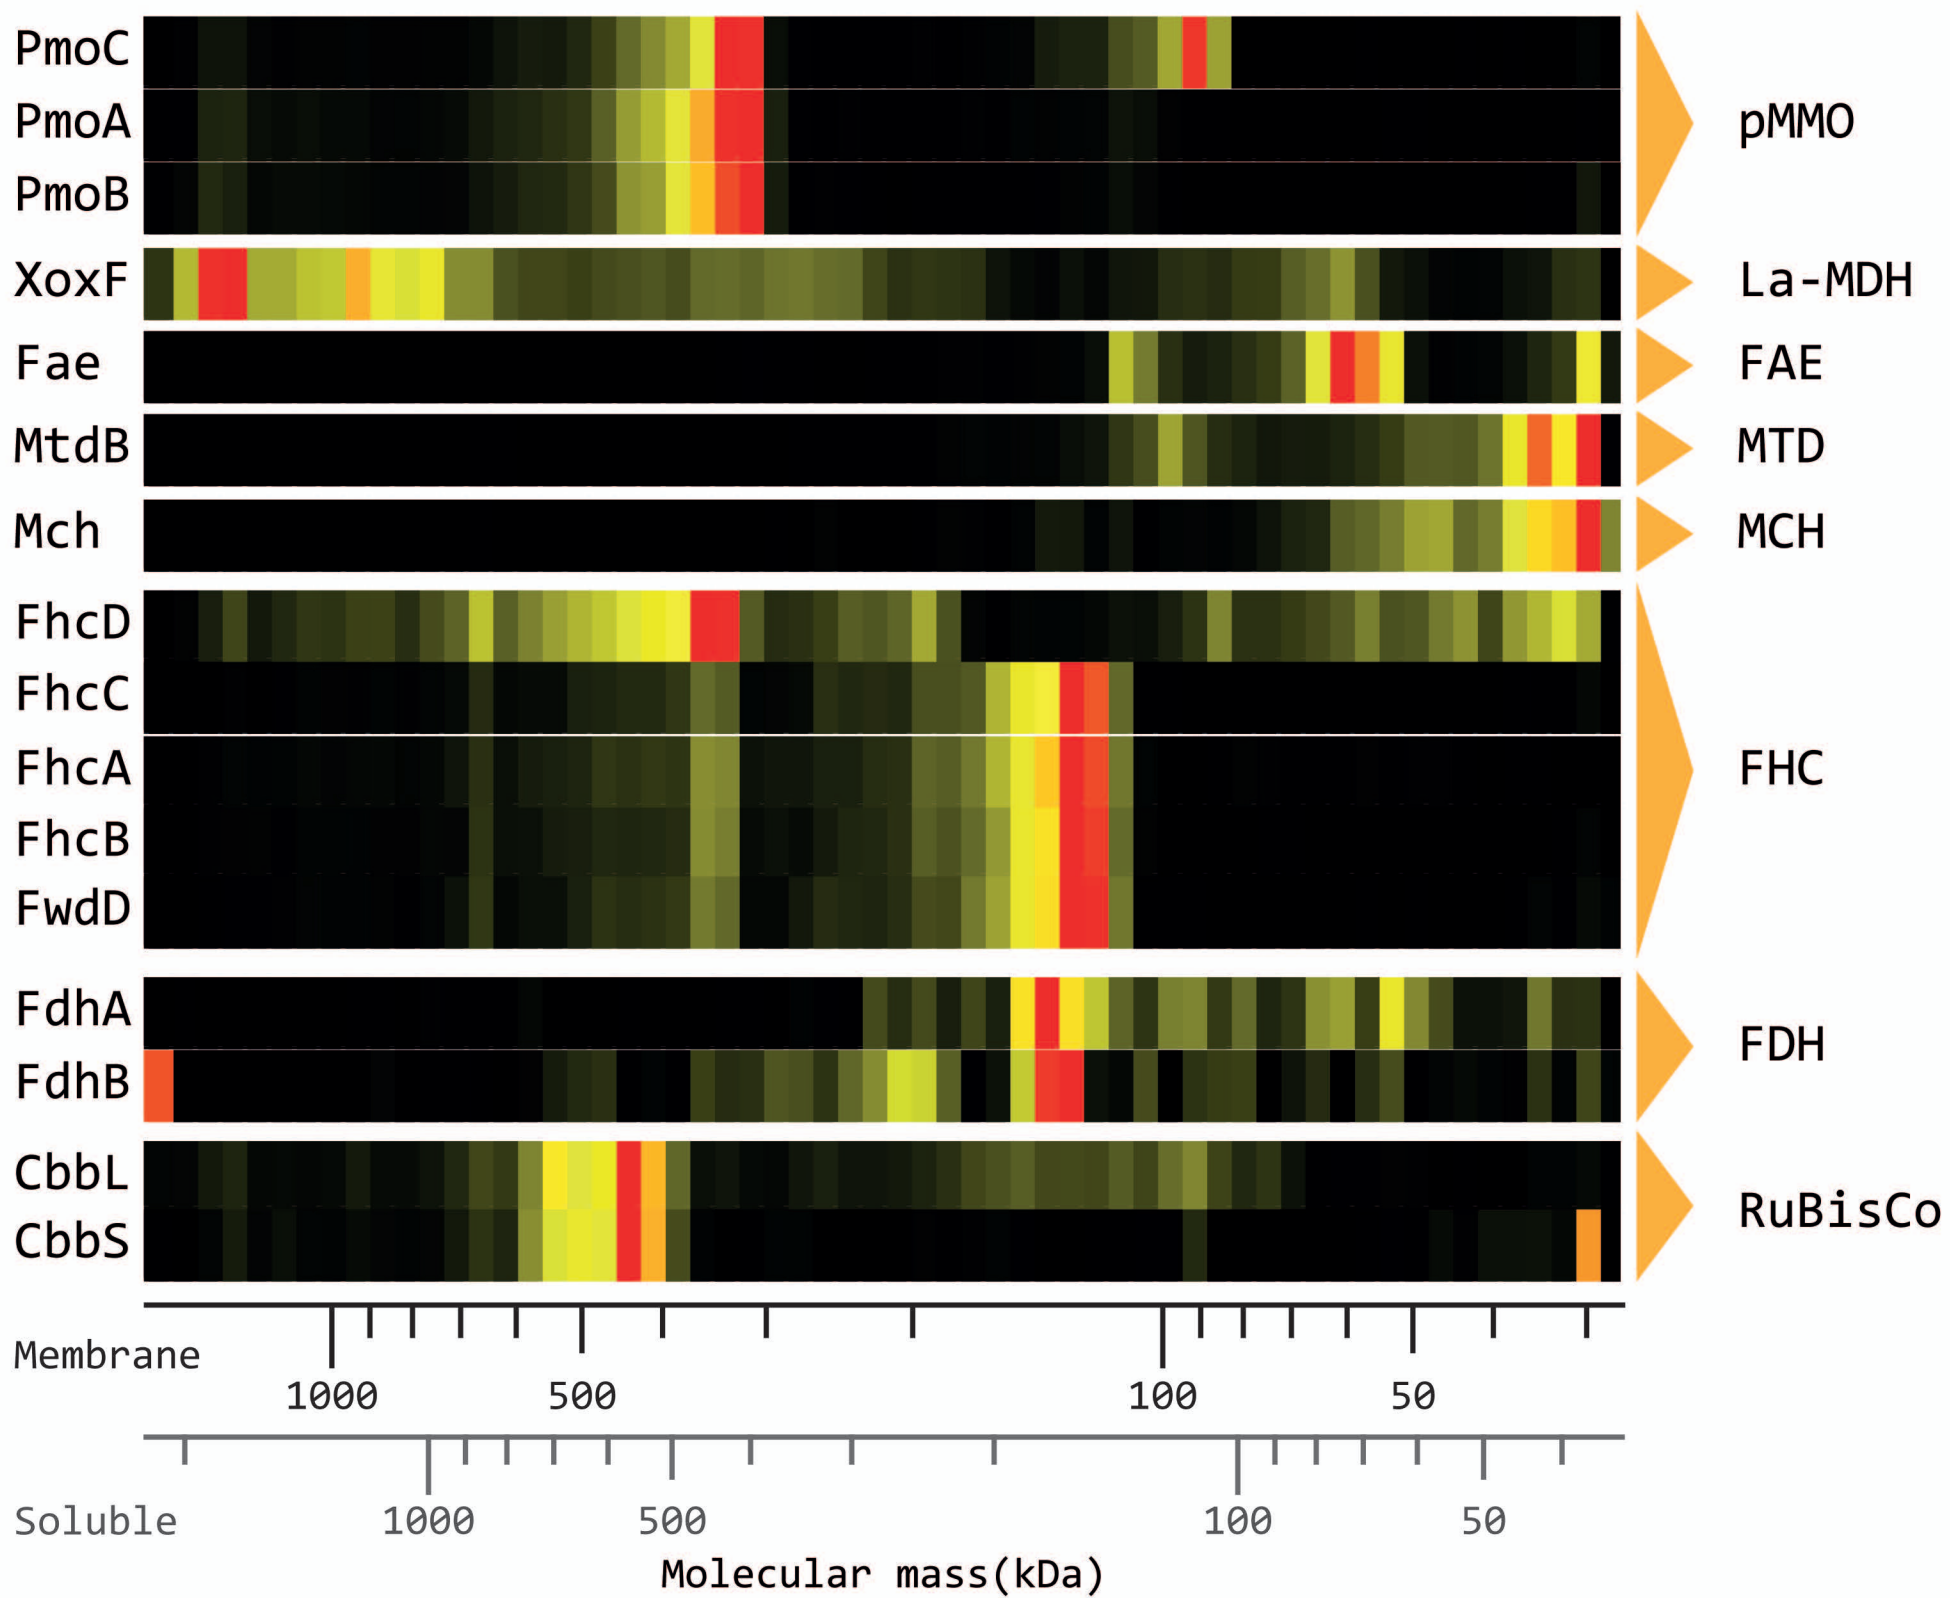 PmoC
PmoA
pMMO
PmoB
XoxF
La-MDH
Fae
FAE
MtdB
MTD
Mch
MCH
FhcD
FhcC
FhcA
FHC
FhcB
FwdD
FdhA
FDH
FdhB
CbbL
RuBisCo
CbbS
Membrane
1000 500 100 50
Soluble
1000 500 100 50
Molecular mass(kDa)